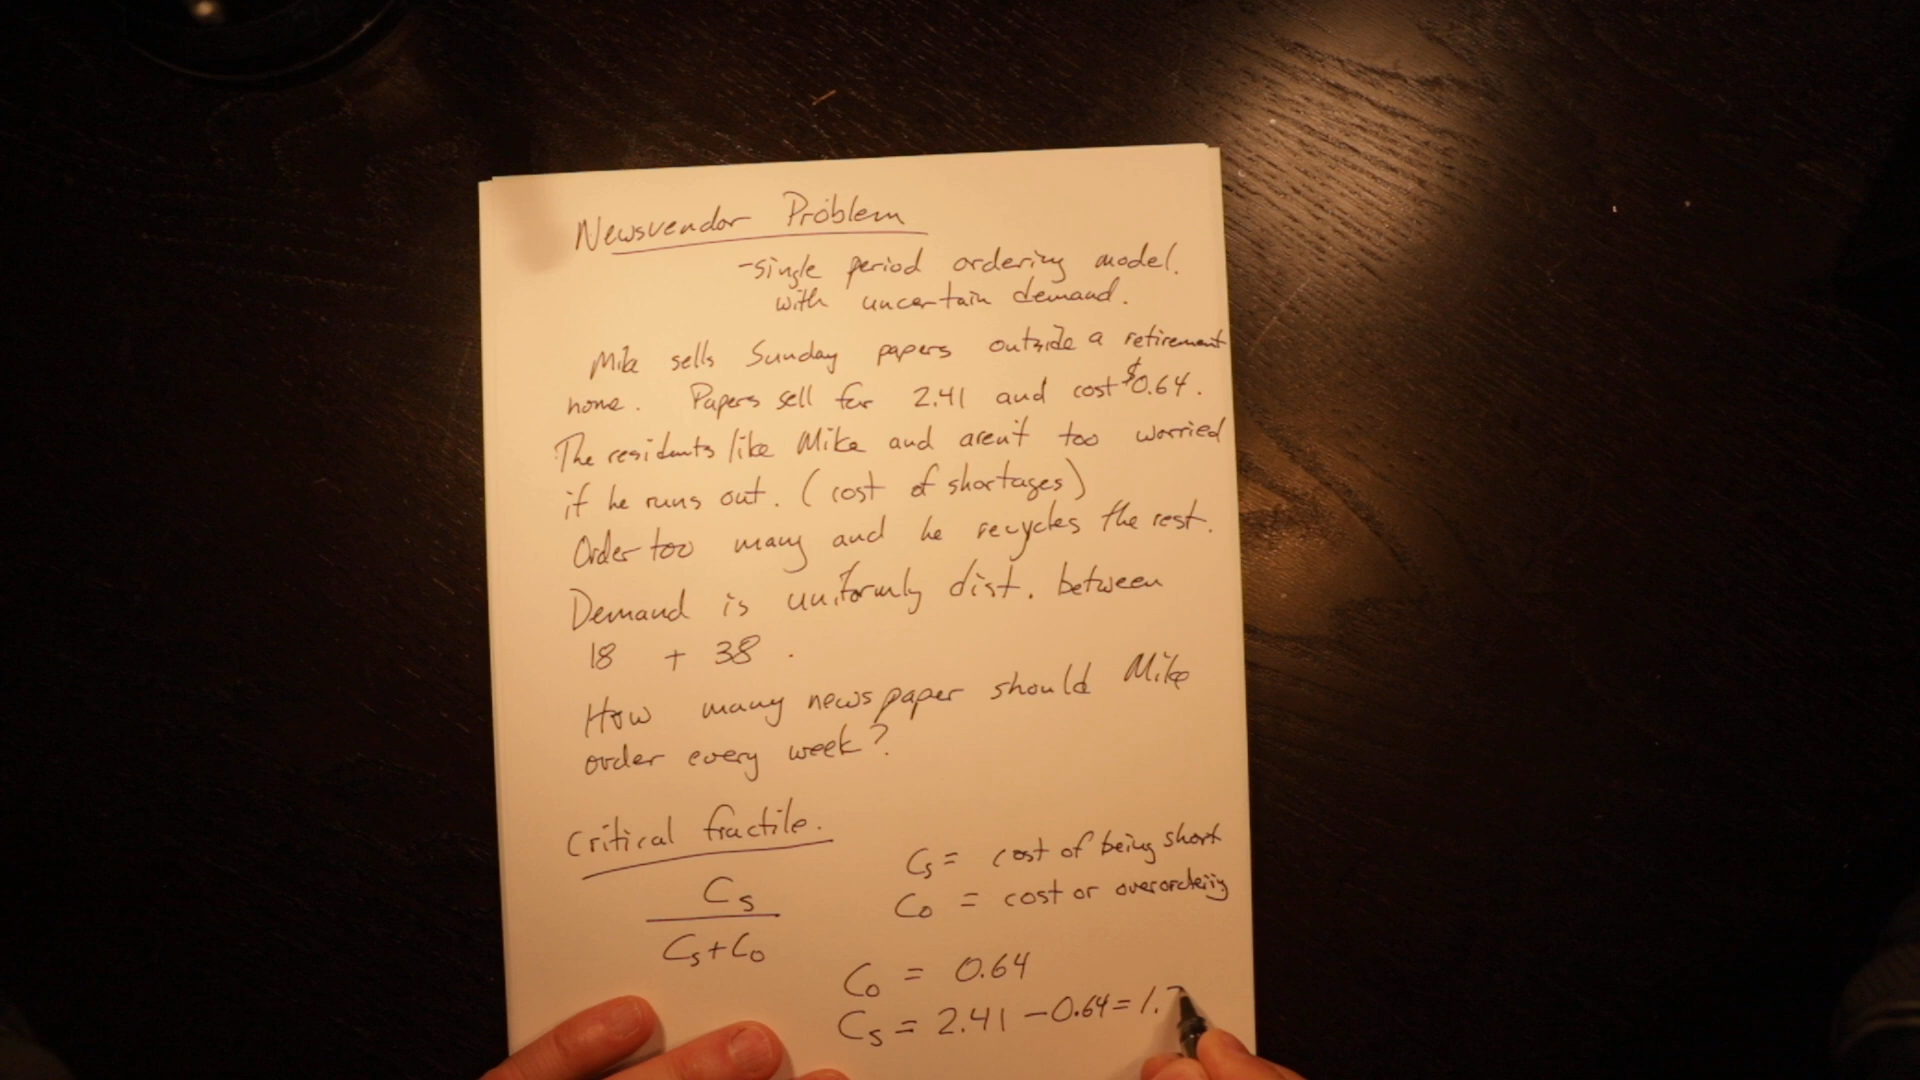 Newsvendor Problem
-single period ordering model.
with uncertain demand.
Mike sells Sunday papers outside a retirement
home. Papers sell for 2.41 and cost $0.64.
The residents like Mike and aren't too worried
if he runs out. (cost of shortages)
Order too many and he recycles the rest.
Demand is uniformly dist. between
18 + 38.
How many newspaper should Mike
order every week?
Critical fractile.
Cs = cost of being short
Co = cost or overordering
Cs
Cs+Co
Co = 0.64
Cs = 2.41 - 0.64 = 1.7